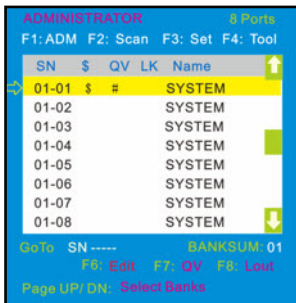 ADMINISTRATOR 8 Ports
F1: ADM F2: Scan F3: Set F4: Tool
SN $ QV LK Name
01-01 $ # SYSTEM
01-02 SYSTEM
01-03 SYSTEM
01-04 SYSTEM
01-05 SYSTEM
01-06 SYSTEM
01-07 SYSTEM
01-08 SYSTEM
GoTo SN ----- BANKSUM: 01
F6: Edit F7: QV F8: Lout
Page UP/ DN: Select Banks